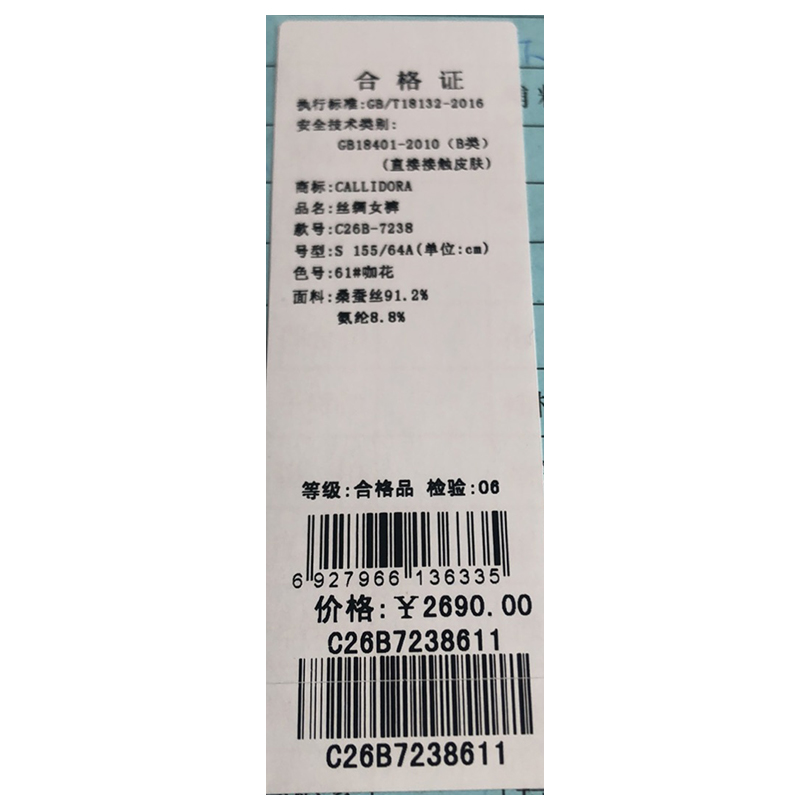 合格证
执行标准:GB/T18132-2016
安全技术类别:
GB18401-2010（B类）
(直接接触皮肤)
商标:CALLIDORA
品名:丝绸女裤
款号:C26B-7238
号型:S 155/64A(单位:cm)
色号:61#咖花
面料:桑蚕丝91.2%
氨纶8.8%
等级:合格品 检验:06
6 927966 136335
价格:¥2690.00
C26B7238611
C26B7238611